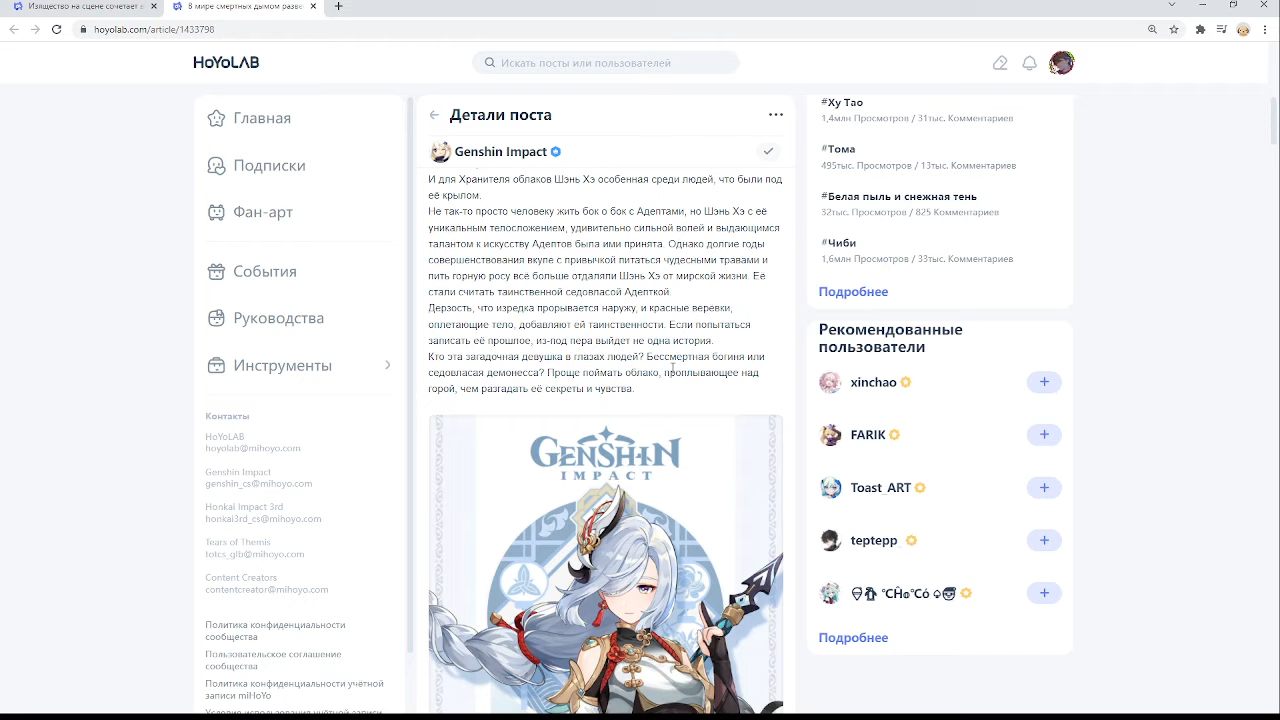 Изящество на сцене сочетает в
В мире смертных дымом разве
hoyolab.com/article/1433798
HoYoLAB
Искать посты или пользователей
Главная
Подписки
Фан-арт
События
Руководства
Инструменты
Контакты
HoYoLAB
hoyolab@mihoyo.com
Genshin Impact
genshin_cs@mihoyo.com
Honkai Impact 3rd
honkai3rd_cs@mihoyo.com
Tears of Themis
totcs_glb@mihoyo.com
Content Creators
contentcreator@mihoyo.com
Политика конфиденциальности
сообщества
Пользовательское соглашение
сообщества
Политика конфиденциальности учётной
записи miHoYo
Условия использования учётной записи
Детали поста
Genshin Impact
И для Хранителя облаков Шэнь Хэ особенная среди людей, что были под
её крылом.
Не так-то просто человеку жить бок о бок с Адептами, но Шэнь Хэ с её
уникальным телосложением, удивительно сильной волей и выдающимся
талантом к искусству Адептов была ими принята. Однако долгие годы
совершенствования вкупе с привычкой питаться чудесными травами и
пить горную росу всё больше отдаляли Шэнь Хэ от мирской жизни. Её
стали считать таинственной седовласой Адепткой
Дерзость, что изредка прорывается наружу, и красные веревки,
оплетающие тело, добавляют ей таинственности. Если попытаться
записать её прошлое, из-под пера выйдет не одна история.
Кто эта загадочная девушка в глазах людей? Бессмертная богиня или
седовласая демонесса? Проще поймать облако, проплывающее над
горой, чем разгадать её секреты и чувства.
GENSHIN
IMPACT
#Ху Тао
1,4млн Просмотров / 31тыс. Комментариев
#Тома
495тыс. Просмотров / 13тыс. Комментариев
#Белая пыль и снежная тень
32тыс. Просмотров / 825 Комментариев
#Чиби
1,6млн Просмотров / 33тыс. Комментариев
Подробнее
Рекомендованные
пользователи
xinchao
FARIK
Toast_ART
teptepp_
Подробнее